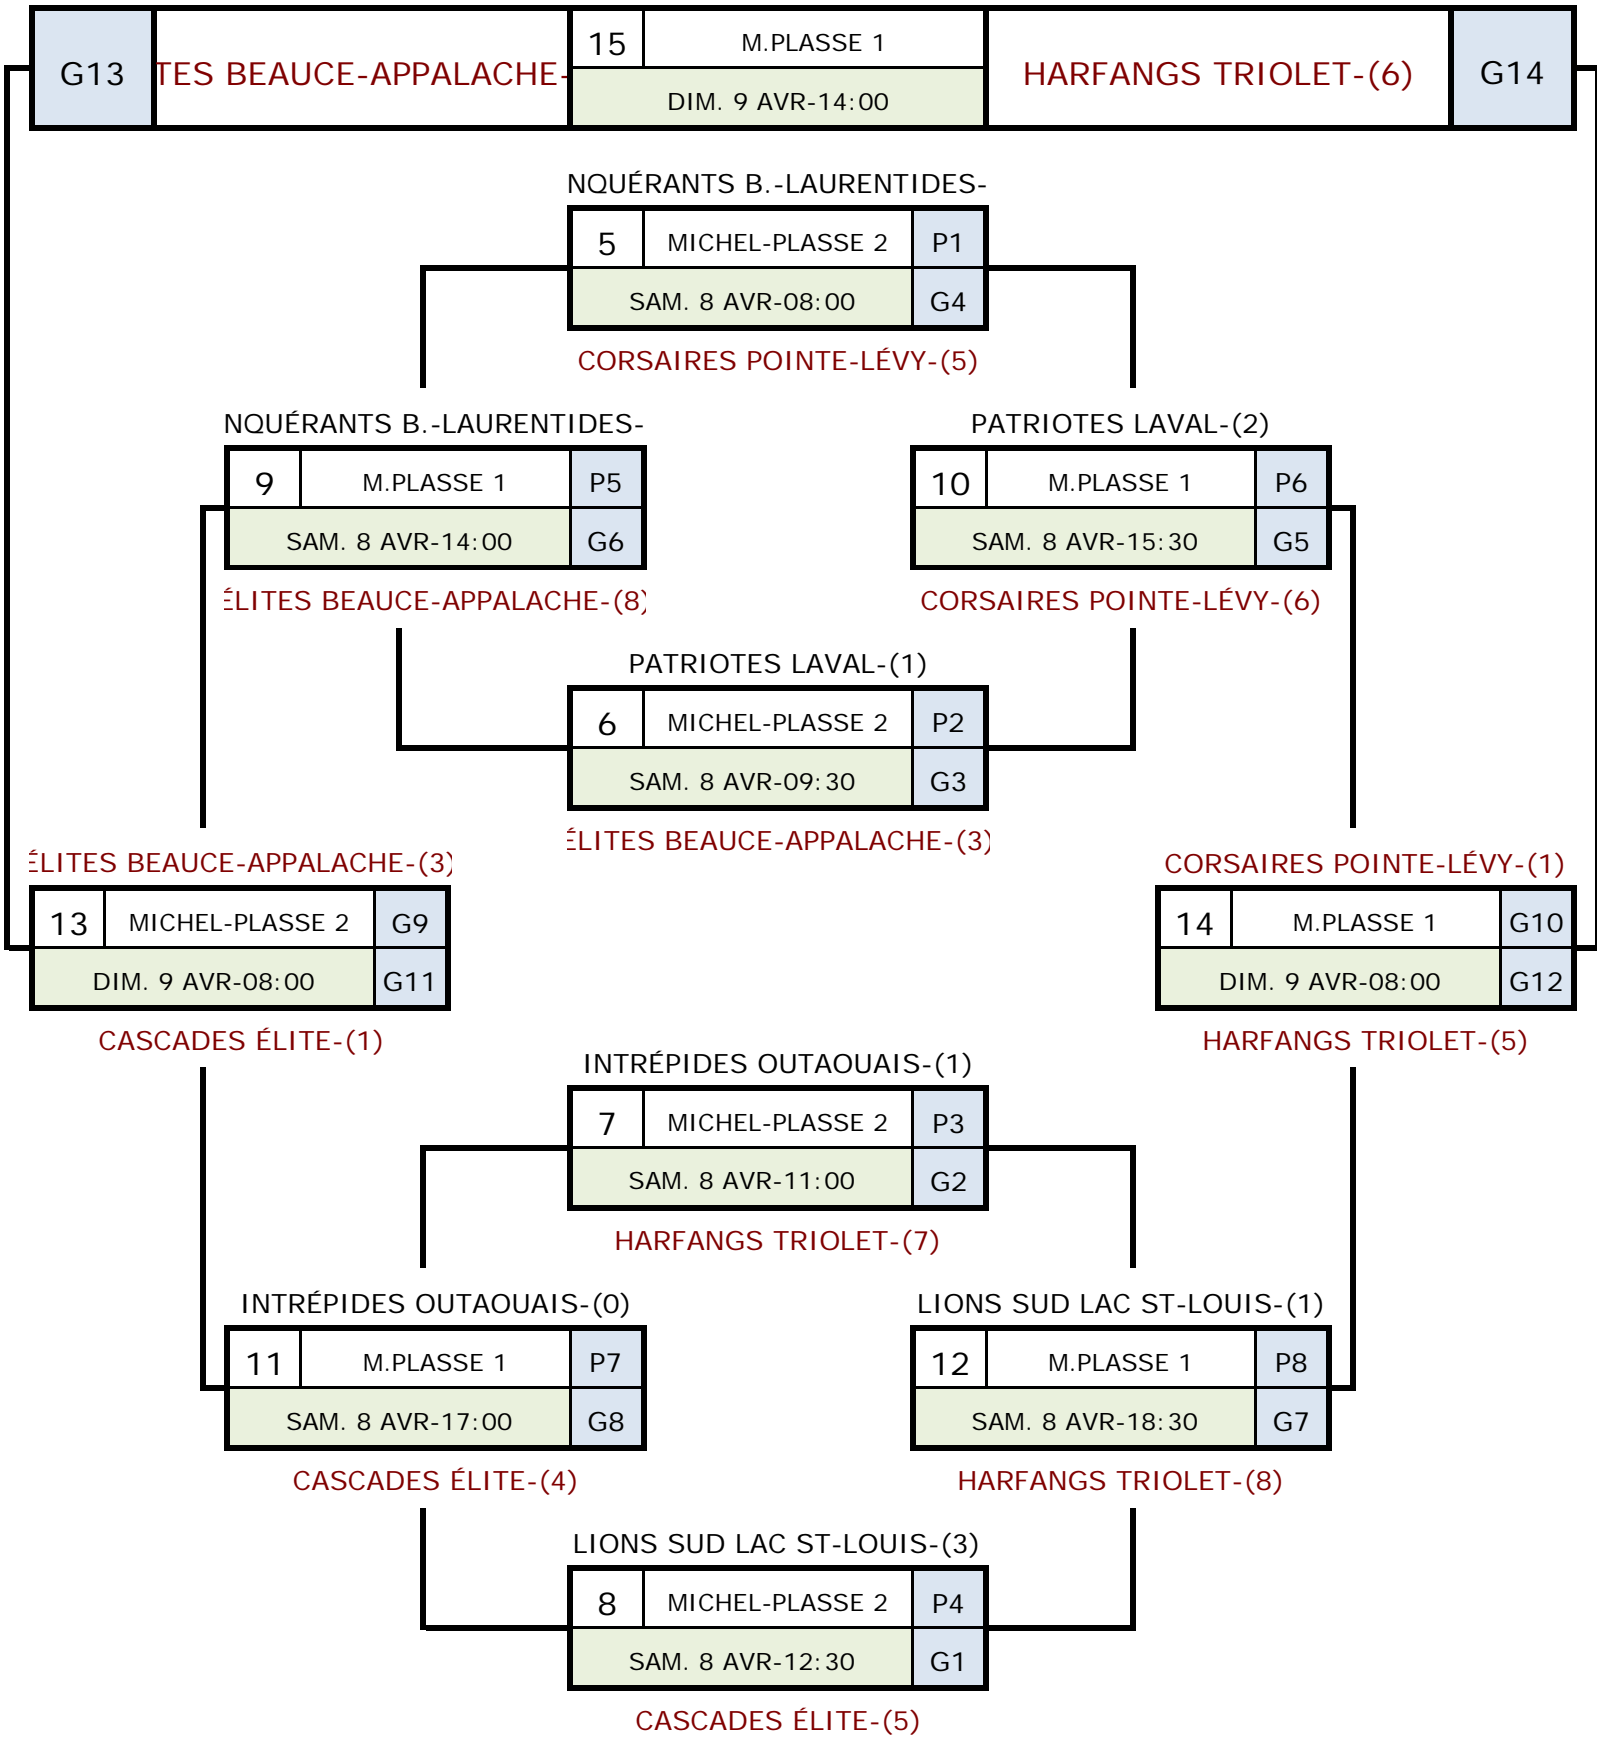 G13 TES BEAUCE-APPALACHE- 15 M.PLASSE 1 HARFANGS TRIOLET-(6) G14
DIM. 9 AVR-14:00
NQUÉRANTS B.-LAURENTIDES-
5 MICHEL-PLASSE 2 P1
SAM. 8 AVR-08:00 G4
CORSAIRES POINTE-LÉVY-(5)
NQUÉRANTS B.-LAURENTIDES-
9 M.PLASSE 1 P5
SAM. 8 AVR-14:00 G6
ÉLITES BEAUCE-APPALACHE-(8)
PATRIOTES LAVAL-(2)
10 M.PLASSE 1 P6
SAM. 8 AVR-15:30 G5
CORSAIRES POINTE-LÉVY-(6)
PATRIOTES LAVAL-(1)
6 MICHEL-PLASSE 2 P2
SAM. 8 AVR-09:30 G3
ÉLITES BEAUCE-APPALACHE-(3)
ÉLITES BEAUCE-APPALACHE-(3)
13 MICHEL-PLASSE 2 G9
DIM. 9 AVR-08:00 G11
CASCADES ÉLITE-(1)
CORSAIRES POINTE-LÉVY-(1)
14 M.PLASSE 1 G10
DIM. 9 AVR-08:00 G12
HARFANGS TRIOLET-(5)
INTRÉPIDES OUTAOUAIS-(1)
7 MICHEL-PLASSE 2 P3
SAM. 8 AVR-11:00 G2
HARFANGS TRIOLET-(7)
INTRÉPIDES OUTAOUAIS-(0)
11 M.PLASSE 1 P7
SAM. 8 AVR-17:00 G8
CASCADES ÉLITE-(4)
LIONS SUD LAC ST-LOUIS-(1)
12 M.PLASSE 1 P8
SAM. 8 AVR-18:30 G7
HARFANGS TRIOLET-(8)
LIONS SUD LAC ST-LOUIS-(3)
8 MICHEL-PLASSE 2 P4
SAM. 8 AVR-12:30 G1
CASCADES ÉLITE-(5)